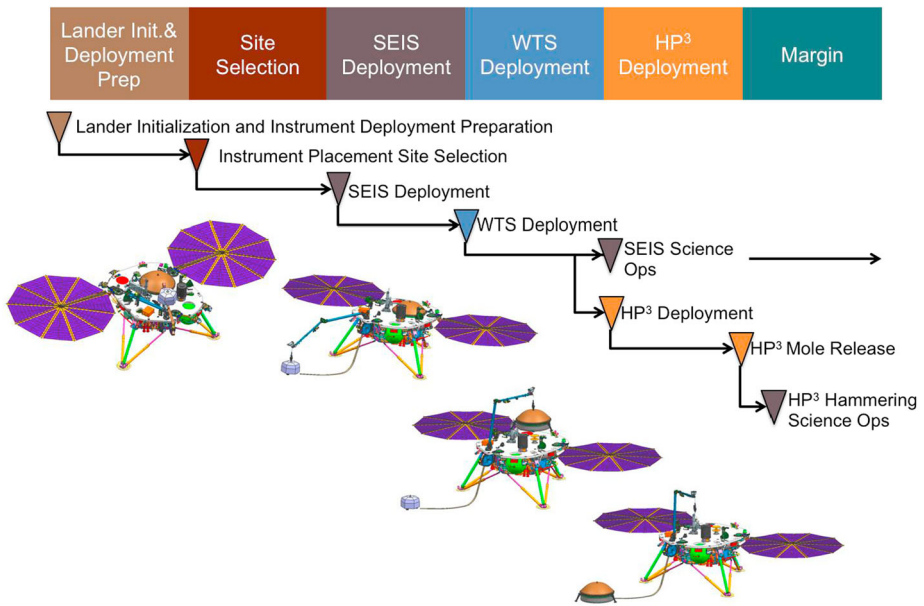 Lander Init.&
Deployment
Prep
Site
Selection
SEIS
Deployment
WTS
Deployment
HP³
Deployment
Margin
Lander Initialization and Instrument Deployment Preparation
Instrument Placement Site Selection
SEIS Deployment
WTS Deployment
SEIS Science
Ops
HP³ Deployment
HP³ Mole Release
HP³ Hammering
Science Ops